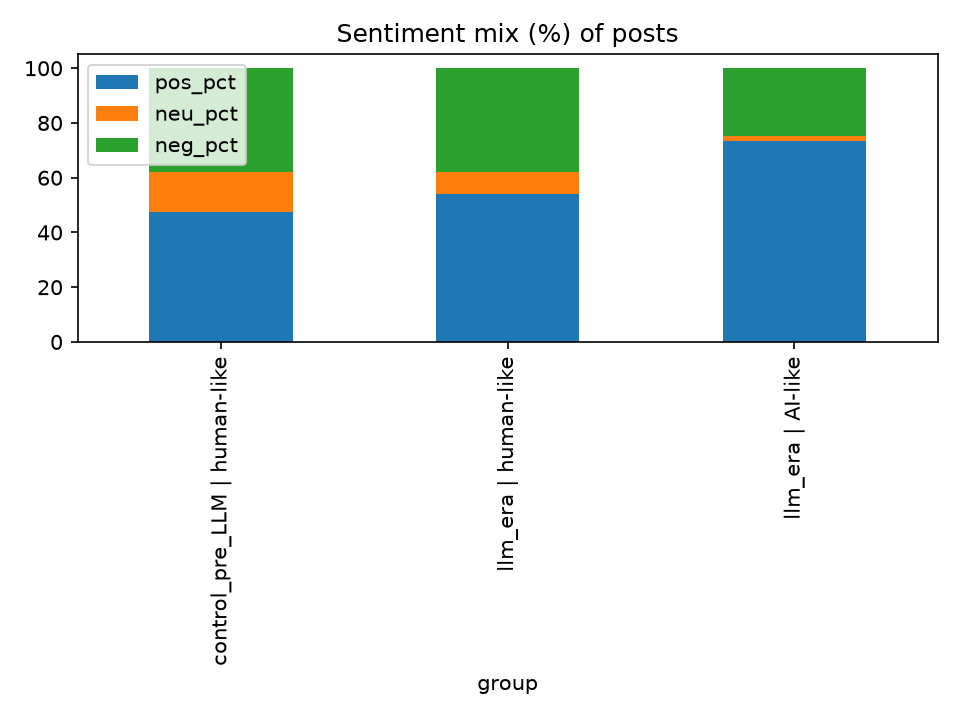 Sentiment mix (%) of posts
100
80
60
40
20
0
pos_pct
neu_pct
neg_pct
control_pre_LLM | human-like
llm_era | human-like
llm_era | AI-like
group